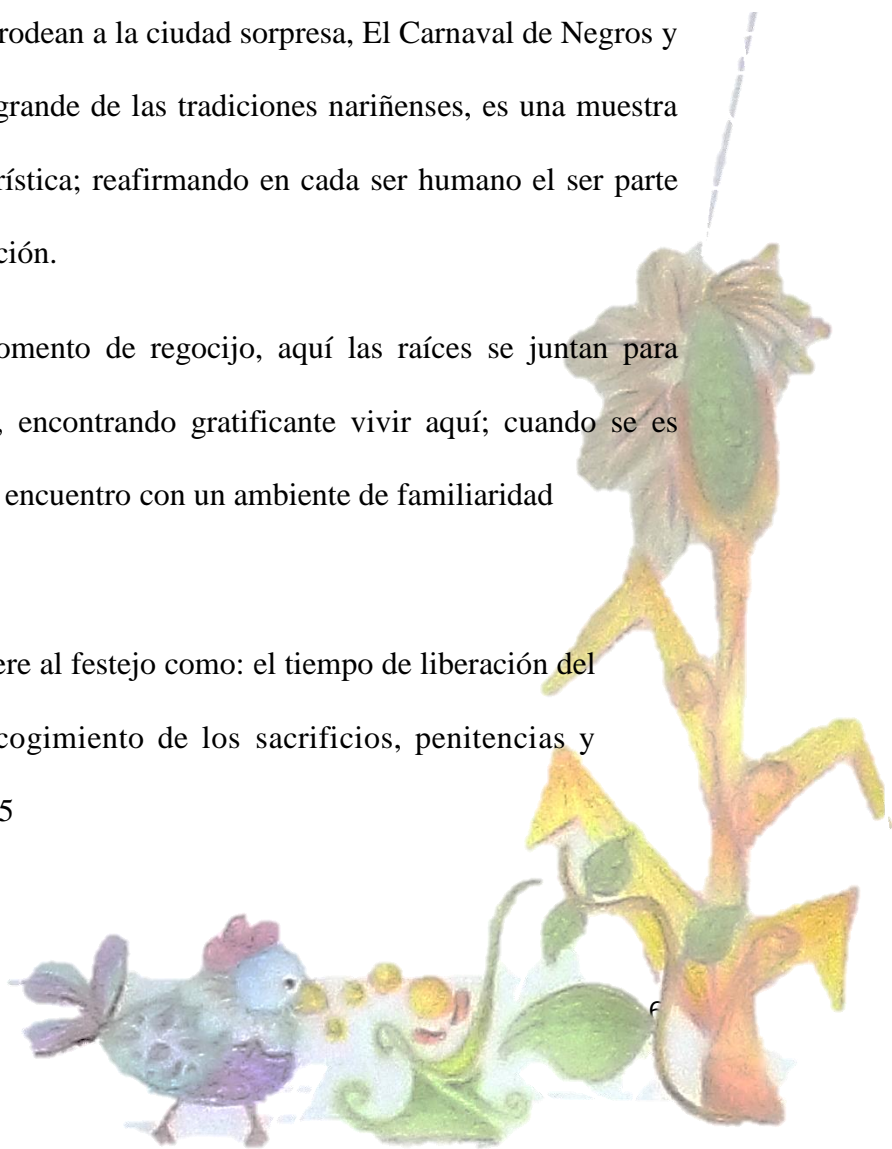 rodean a la ciudad sorpresa, El Carnaval de Negros y
grande de las tradiciones nariñenses, es una muestra
rística; reafirmando en cada ser humano el ser parte
ción.
omento de regocijo, aquí las raíces se juntan para
, encontrando gratificante vivir aquí; cuando se es
encuentro con un ambiente de familiaridad
ere al festejo como: el tiempo de liberación del
cogimiento de los sacrificios, penitencias y
5
6